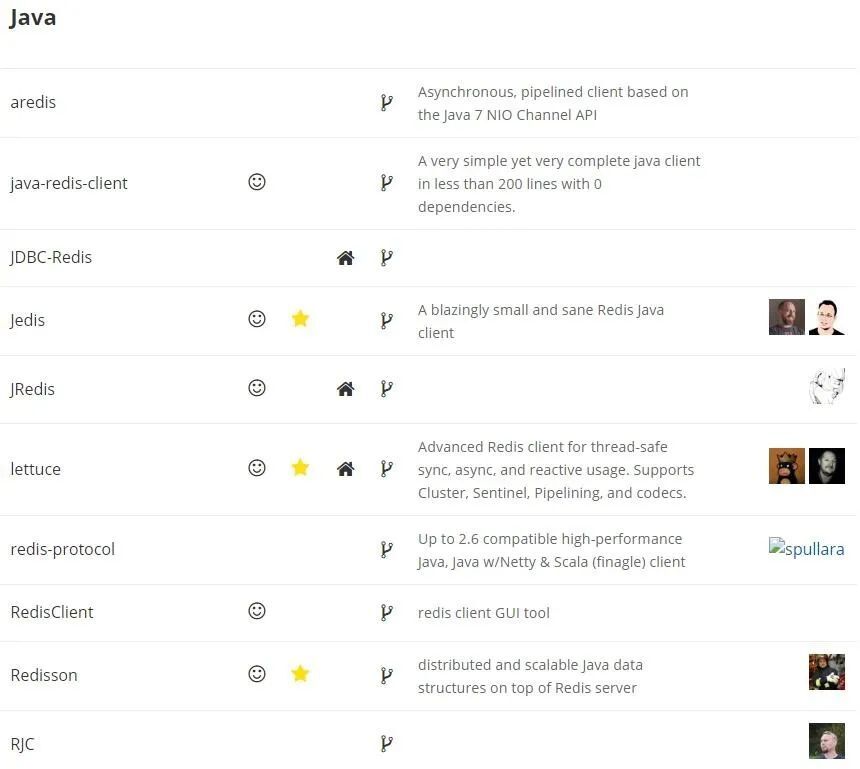 Java
aredis
Asynchronous, pipelined client based on
the Java 7 NIO Channel API
java-redis-client
A very simple yet very complete java client
in less than 200 lines with 0
dependencies.
JDBC-Redis
Jedis
A blazingly small and sane Redis Java
client
JRedis
lettuce
Advanced Redis client for thread-safe
sync, async, and reactive usage. Supports
Cluster, Sentinel, Pipelining, and codecs.
redis-protocol
Up to 2.6 compatible high-performance
Java, Java w/Netty & Scala (finagle) client
spullara
RedisClient
redis client GUI tool
Redisson
distributed and scalable Java data
structures on top of Redis server
RJC